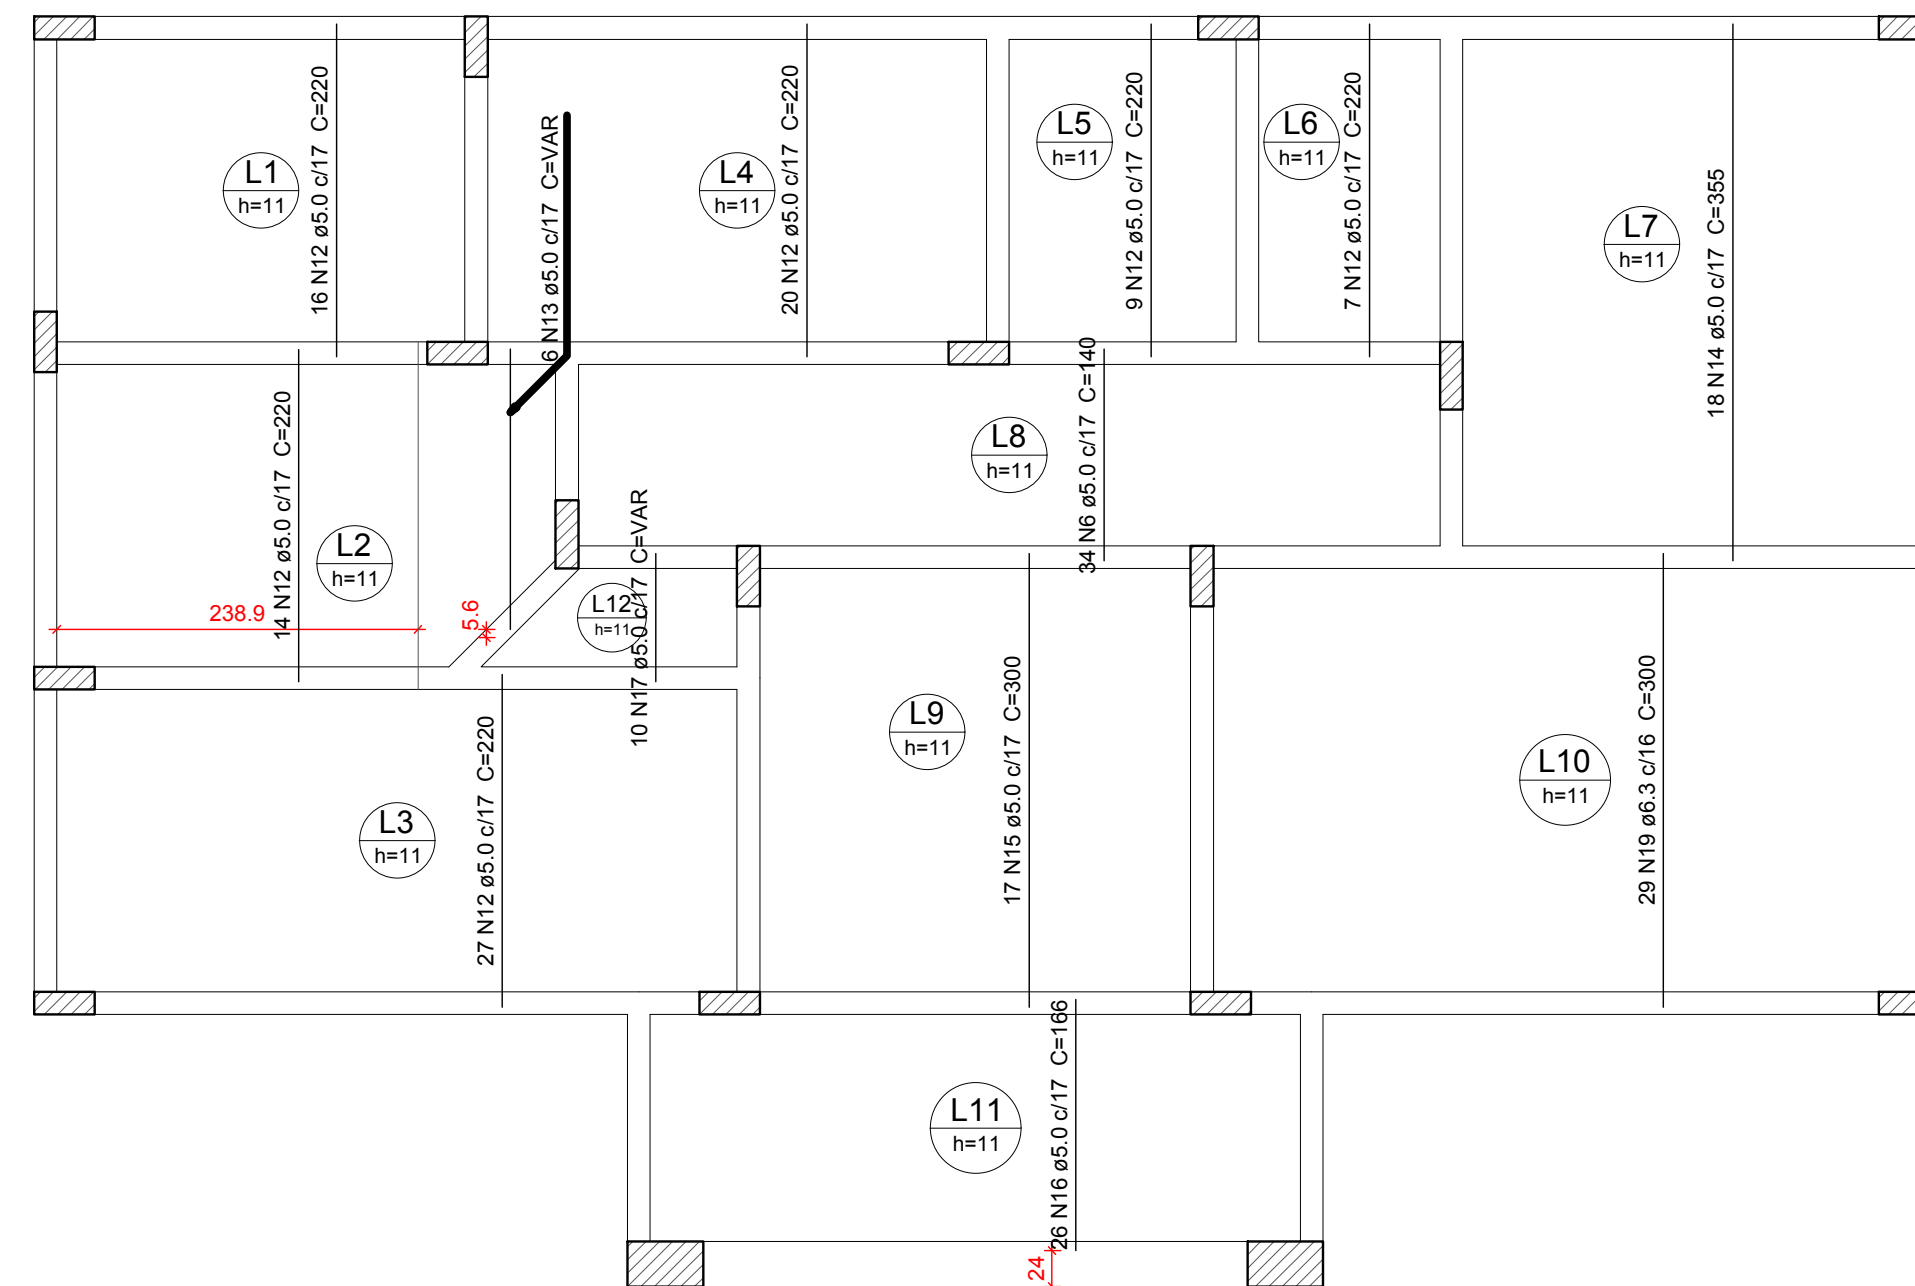 L1
h=11
16 N12 ø5.0 c/17 C=220
6 N13 ø5.0 c/17 C=VAR
L4
h=11
20 N12 ø5.0 c/17 C=220
L5
h=11
9 N12 ø5.0 c/17 C=220
L6
h=11
7 N12 ø5.0 c/17 C=220
L7
h=11
18 N14 ø5.0 c/17 C=355
14 N12 ø5.0 c/17 C=220
L2
h=11
238.9
5.6
L8
h=11
34 N6 ø5.0 c/17 C=140
L12
h=11
10 N17 ø5.0 c/17 C=VAR
L3
h=11
27 N12 ø5.0 c/17 C=220
L9
h=11
17 N15 ø5.0 c/17 C=300
L10
h=11
29 N19 ø6.3 c/16 C=300
L11
h=11
26 N16 ø5.0 c/17 C=166
24